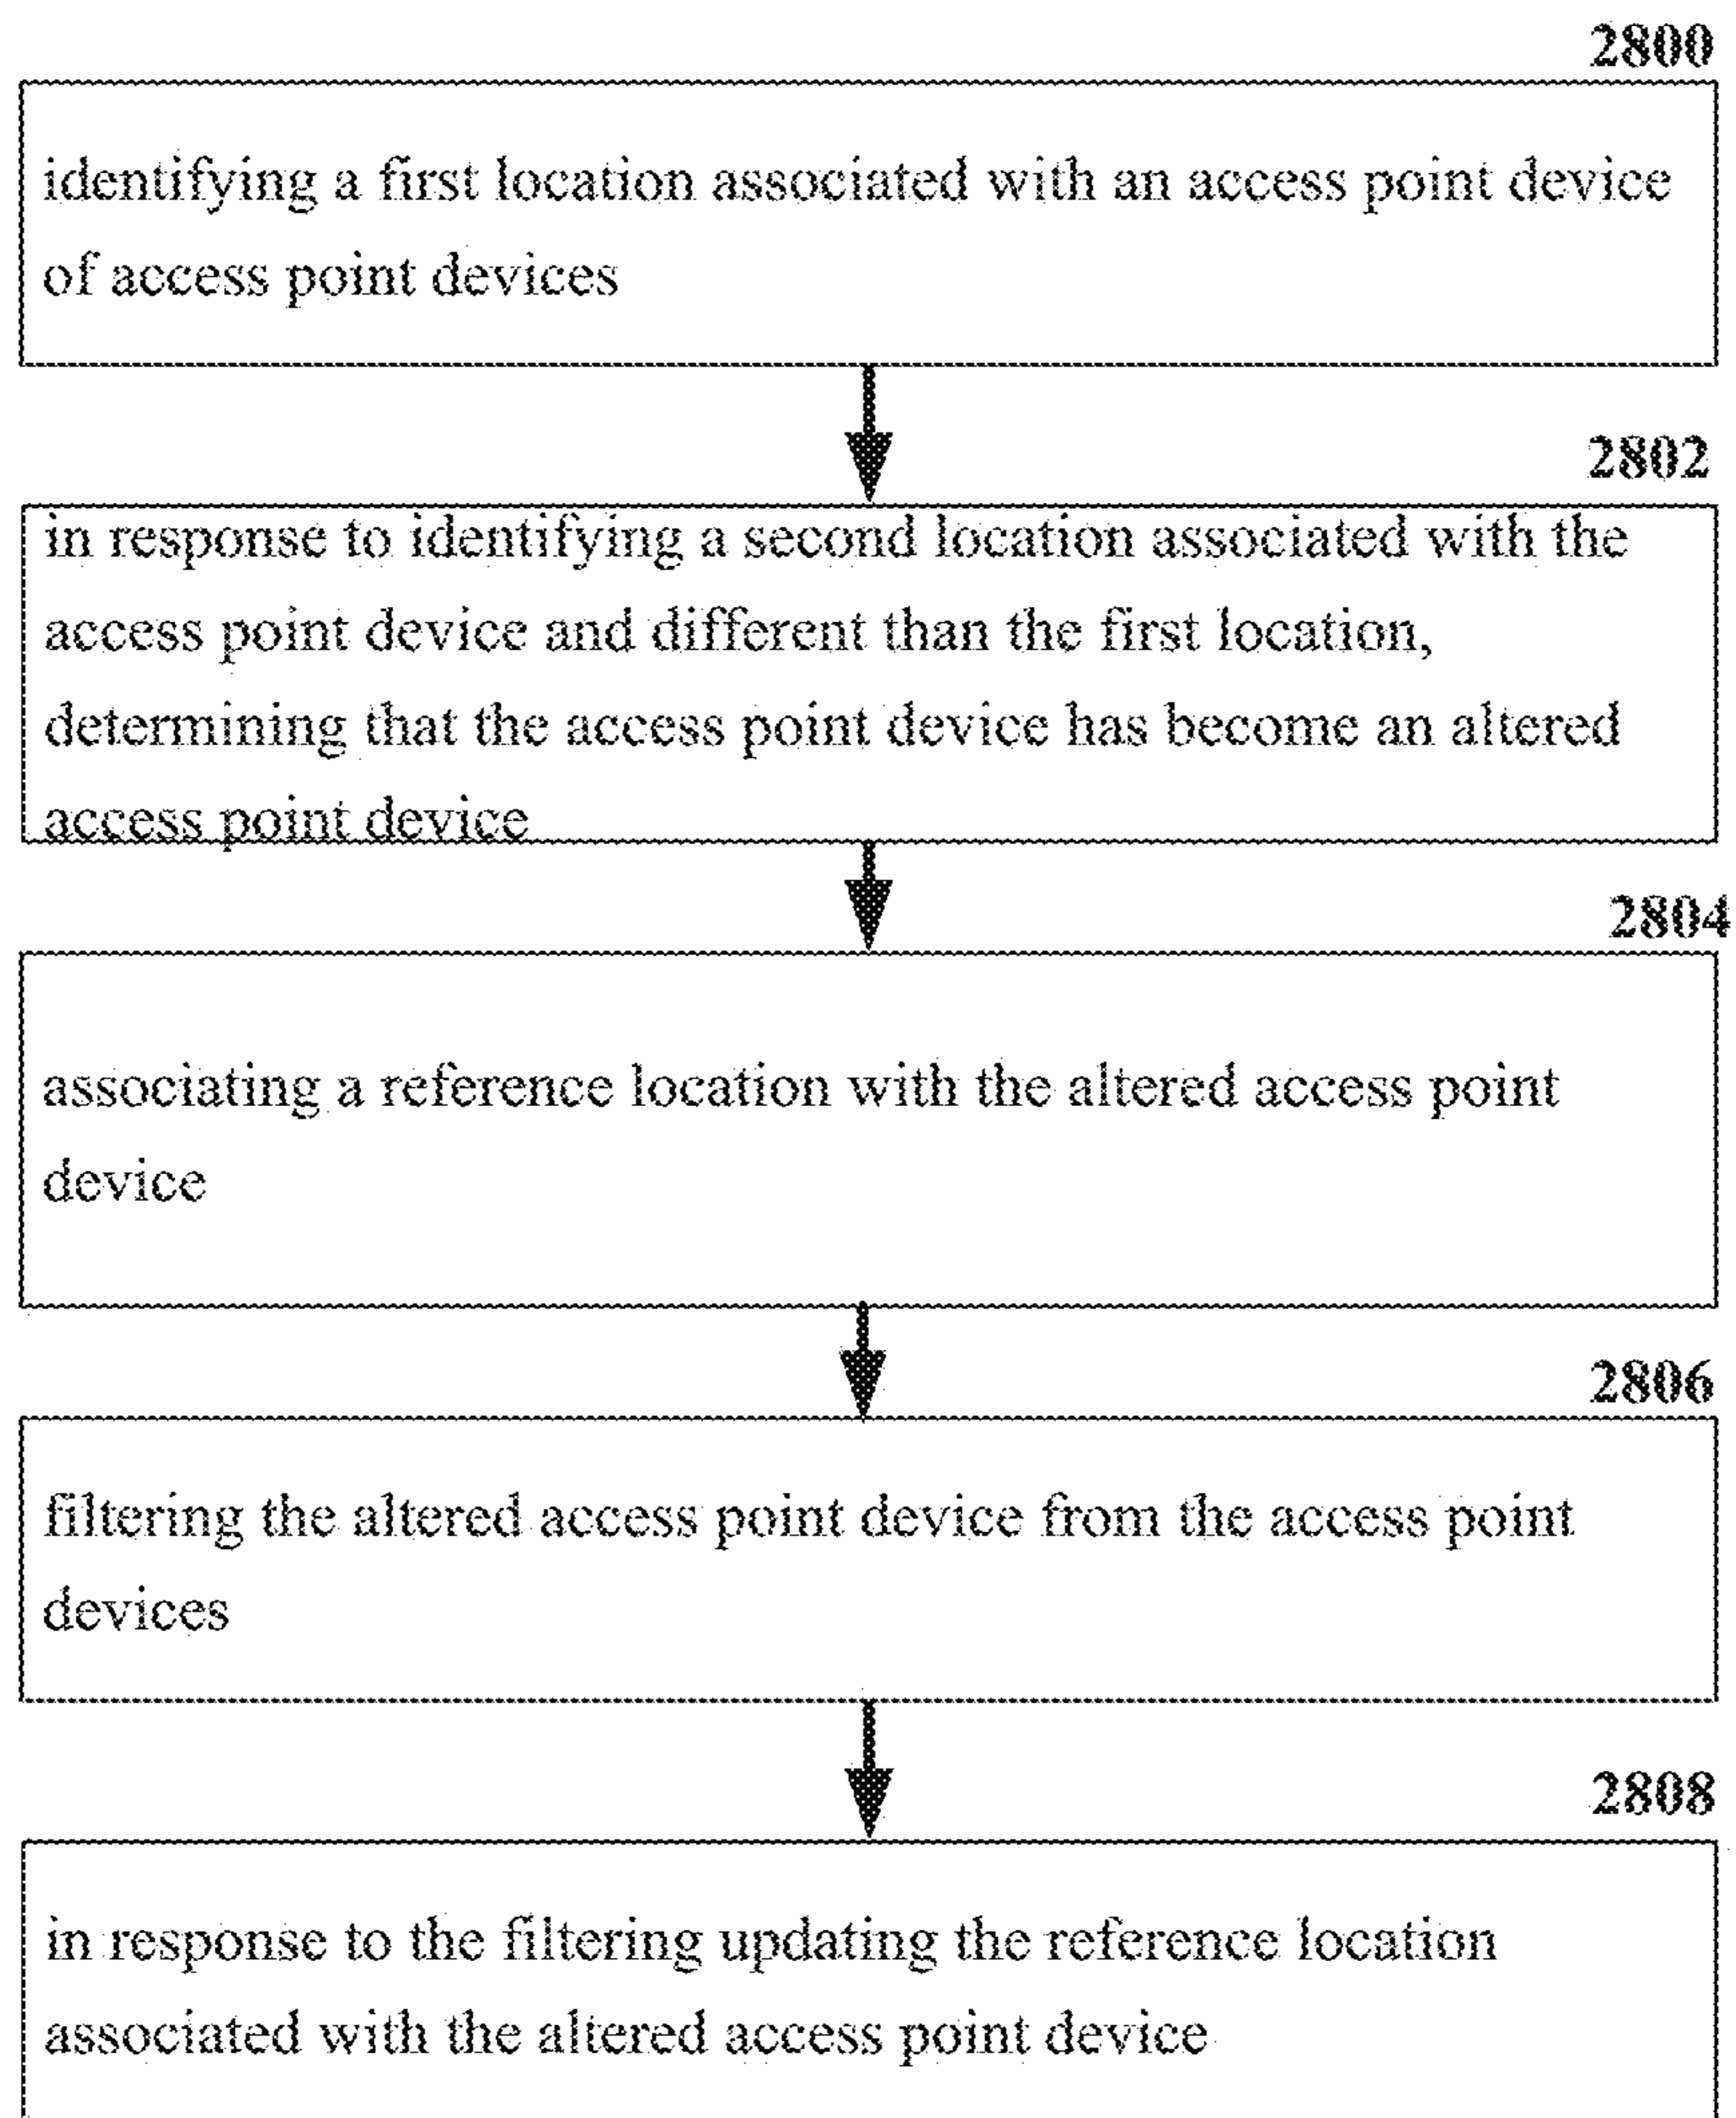 2800
identifying a first location associated with an access point device
of access point devices
2802
in response to identifying a second location associated with the
access point device and different than the first location,
determining that the access point device has become an altered
access point device
2804
associating a reference location with the altered access point
device
2806
filtering the altered access point device from the access point
devices
2808
in response to the filtering updating the reference location
associated with the altered access point device